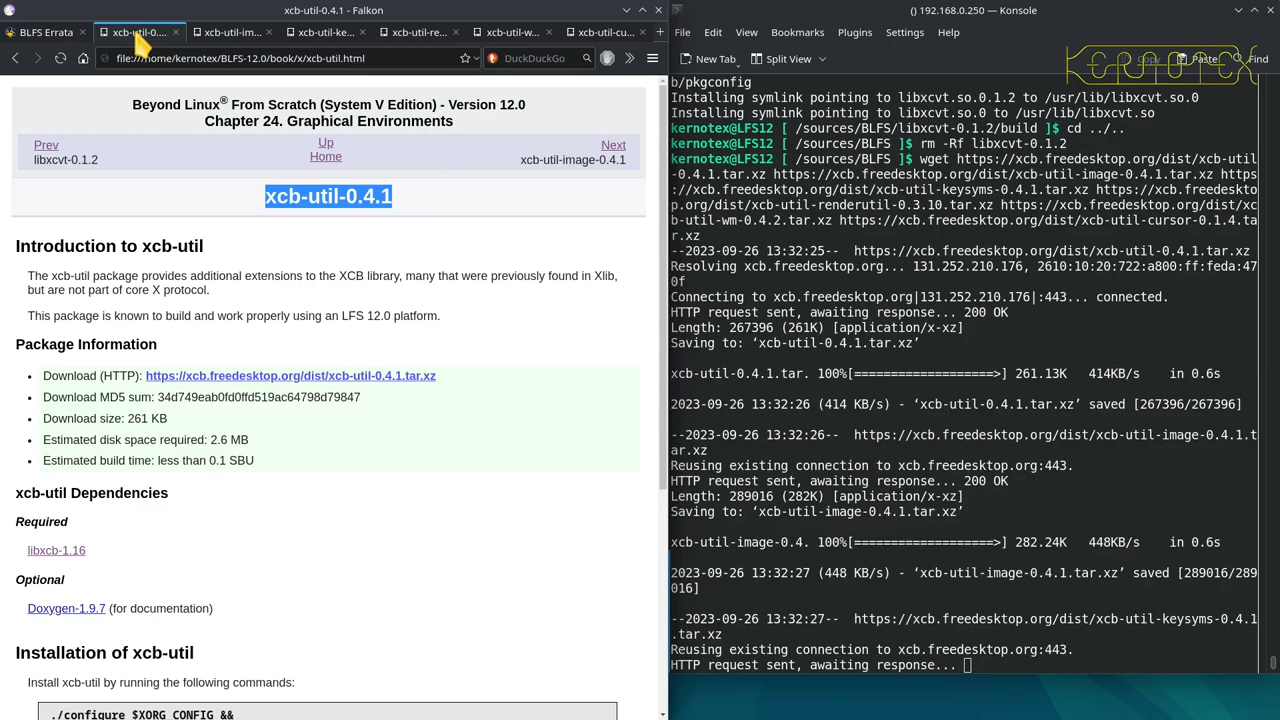 xcb-util-0.4.1 - Falkon
BLFS Errata
xcb-util-0....
xcb-util-im...
xcb-util-ke...
xcb-util-re...
xcb-util-w...
xcb-util-cu...
file:///home/kernotex/BLFS-12.0/book/x/xcb-util.html
DuckDuckGo
Beyond Linux® From Scratch (System V Edition) - Version 12.0
Chapter 24. Graphical Environments
Prev
Up
Next
libxcvt-0.1.2
Home
xcb-util-image-0.4.1
xcb-util-0.4.1
Introduction to xcb-util
The xcb-util package provides additional extensions to the XCB library, many that were previously found in Xlib,
but are not part of core X protocol.
This package is known to build and work properly using an LFS 12.0 platform.
Package Information
• Download (HTTP): https://xcb.freedesktop.org/dist/xcb-util-0.4.1.tar.xz
• Download MD5 sum: 34d749eab0fd0ffd519ac64798d79847
• Download size: 261 KB
• Estimated disk space required: 2.6 MB
• Estimated build time: less than 0.1 SBU
xcb-util Dependencies
Required
libxcb-1.16
Optional
Doxygen-1.9.7 (for documentation)
Installation of xcb-util
Install xcb-util by running the following commands:
./configure $XORG_CONFIG &&
() 192.168.0.250 — Konsole
File Edit View Bookmarks Plugins Settings Help
New Tab Split View Copy Paste Find
KERNOTEX
b/pkgconfig
Installing symlink pointing to libxcvt.so.0.1.2 to /usr/lib/libxcvt.so.0
Installing symlink pointing to libxcvt.so.0 to /usr/lib/libxcvt.so
kernotex@LFS12 [ /sources/BLFS/libxcvt-0.1.2/build ]$ cd ../..
kernotex@LFS12 [ /sources/BLFS ]$ rm -Rf libxcvt-0.1.2
kernotex@LFS12 [ /sources/BLFS ]$ wget https://xcb.freedesktop.org/dist/xcb-util
-0.4.1.tar.xz https://xcb.freedesktop.org/dist/xcb-util-image-0.4.1.tar.xz https
://xcb.freedesktop.org/dist/xcb-util-keysyms-0.4.1.tar.xz https://xcb.freedeskto
p.org/dist/xcb-util-renderutil-0.3.10.tar.xz https://xcb.freedesktop.org/dist/xc
b-util-wm-0.4.2.tar.xz https://xcb.freedesktop.org/dist/xcb-util-cursor-0.1.4.ta
r.xz
--2023-09-26 13:32:25-- https://xcb.freedesktop.org/dist/xcb-util-0.4.1.tar.xz
Resolving xcb.freedesktop.org... 131.252.210.176, 2610:10:20:722:a800:ff:feda:47
0f
Connecting to xcb.freedesktop.org|131.252.210.176|:443... connected.
HTTP request sent, awaiting response... 200 OK
Length: 267396 (261K) [application/x-xz]
Saving to: ‘xcb-util-0.4.1.tar.xz’
xcb-util-0.4.1.tar. 100%[===================>] 261.13K 414KB/s in 0.6s
2023-09-26 13:32:26 (414 KB/s) - ‘xcb-util-0.4.1.tar.xz’ saved [267396/267396]
--2023-09-26 13:32:26-- https://xcb.freedesktop.org/dist/xcb-util-image-0.4.1.t
ar.xz
Reusing existing connection to xcb.freedesktop.org:443.
HTTP request sent, awaiting response... 200 OK
Length: 289016 (282K) [application/x-xz]
Saving to: ‘xcb-util-image-0.4.1.tar.xz’
xcb-util-image-0.4. 100%[===================>] 282.24K 448KB/s in 0.6s
2023-09-26 13:32:27 (448 KB/s) - ‘xcb-util-image-0.4.1.tar.xz’ saved [289016/289
016]
--2023-09-26 13:32:27-- https://xcb.freedesktop.org/dist/xcb-util-keysyms-0.4.1
.tar.xz
Reusing existing connection to xcb.freedesktop.org:443.
HTTP request sent, awaiting response...